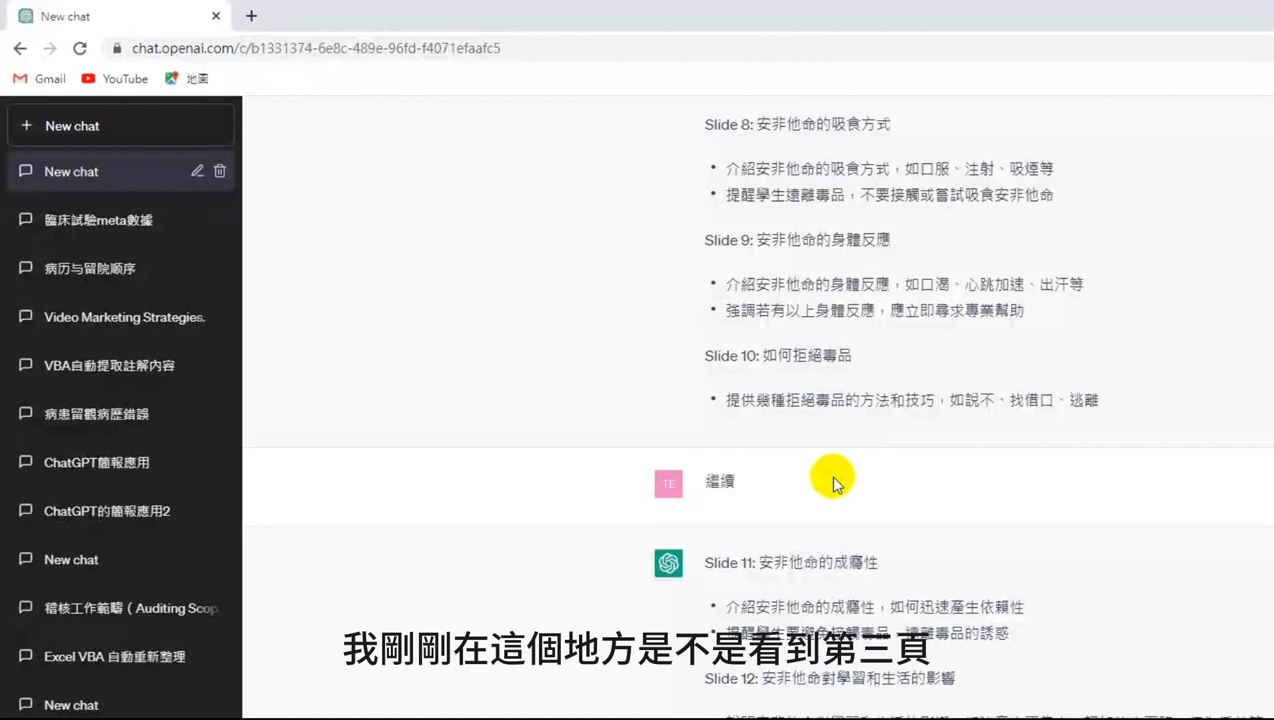 New chat
chat.openai.com/c/b1331374-6e8c-489e-96fd-f4071efaafc5
Gmail
YouTube
地圖
New chat
New chat
臨床試驗meta數據
病历与留院顺序
Video Marketing Strategies.
VBA自動提取註解內容
病患留觀病歷錯誤
ChatGPT簡報應用
ChatGPT的簡報應用2
New chat
稽核工作範疇（Auditing Scop
Excel VBA 自動重新整理
New chat
Slide 8: 安非他命的吸食方式
• 介紹安非他命的吸食方式，如口服、注射、吸煙等
• 提醒學生遠離毒品，不要接觸或嘗試吸食安非他命
Slide 9: 安非他命的身體反應
• 介紹安非他命的身體反應，如口渴、心跳加速、出汗等
• 強調若有以上身體反應，應立即尋求專業幫助
Slide 10: 如何拒絕毒品
• 提供幾種拒絕毒品的方法和技巧，如說不、找借口、逃離
TE
繼續
Slide 11: 安非他命的成癮性
• 介紹安非他命的成癮性，如何迅速產生依賴性
• 提醒學生要避免接觸毒品，遠離毒品的誘惑
我剛剛在這個地方是不是看到第三頁
Slide 12: 安非他命對學習和生活的影響